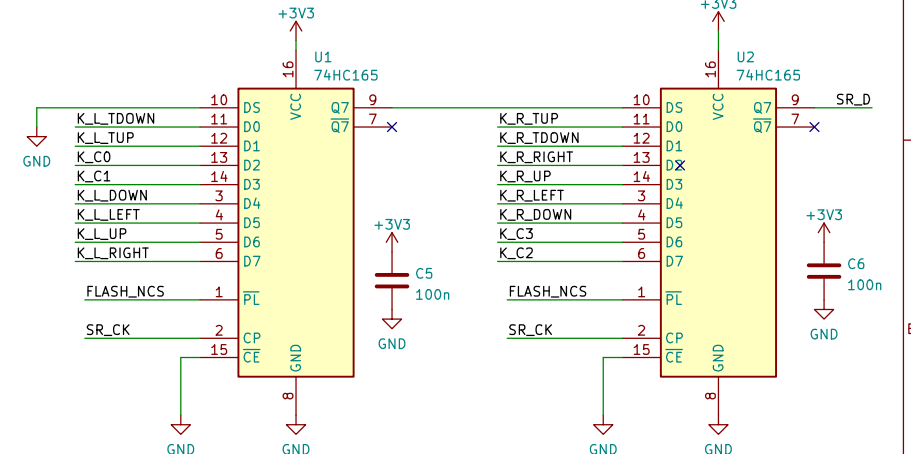 +3V3
U1
74HC165
16
VCC
10 DS Q7 9
K_L_TDOWN 11 D0 Q7 7
K_L_TUP 12 D1
K_C0 13 D2
K_C1 14 D3
K_L_DOWN 3 D4
K_L_LEFT 4 D5
K_L_UP 5 D6
K_L_RIGHT 6 D7
FLASH_NCS 1 PL
SR_CK 2 CP
15 CE
GND
8
GND
GND
GND
+3V3
C5
100n
GND
+3V3
U2
74HC165
16
VCC
10 DS Q7 9 SR_D
K_R_TUP 11 D0 Q7 7
K_R_TDOWN 12 D1
K_R_RIGHT 13 D2
K_R_UP 14 D3
K_R_LEFT 3 D4
K_R_DOWN 4 D5
K_C3 5 D6
K_C2 6 D7
FLASH_NCS 1 PL
SR_CK 2 CP
15 CE
GND
8
GND
GND
+3V3
C6
100n
GND